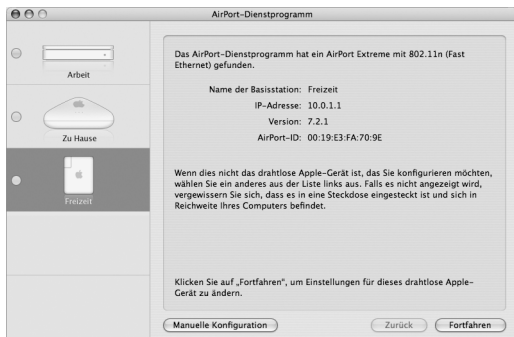 AirPort-Dienstprogramm
Arbeit
Zu Hause
Freizeit
Das AirPort-Dienstprogramm hat ein AirPort Extreme mit 802.11n (Fast
Ethernet) gefunden.
Name der Basisstation: Freizeit
IP-Adresse: 10.0.1.1
Version: 7.2.1
AirPort-ID: 00:19:E3:FA:70:9E
Wenn dies nicht das drahtlose Apple-Gerät ist, das Sie konfigurieren möchten,
wählen Sie ein anderes aus der Liste links aus. Falls es nicht angezeigt wird,
vergewissern Sie sich, dass es in eine Steckdose eingesteckt ist und sich in
Reichweite Ihres Computers befindet.
Klicken Sie auf „Fortfahren“, um Einstellungen für dieses drahtlose Apple-
Gerät zu ändern.
Manuelle Konfiguration Zurück Fortfahren